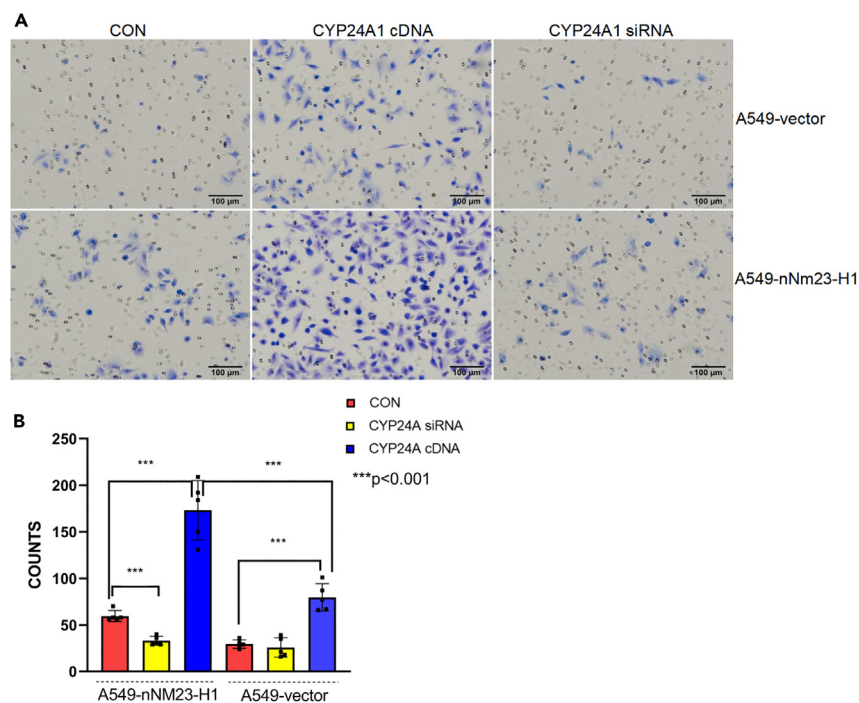 A
CON CYP24A1 cDNA CYP24A1 siRNA
A549-vector
100 µm 100 µm 100 µm
A549-nNm23-H1
100 µm 100 µm 100 µm
B
CON
CYP24A siRNA
CYP24A cDNA
***p<0.001
COUNTS
250
200
150
100
50
0
*** ***
***
***
A549-nNM23-H1 A549-vector